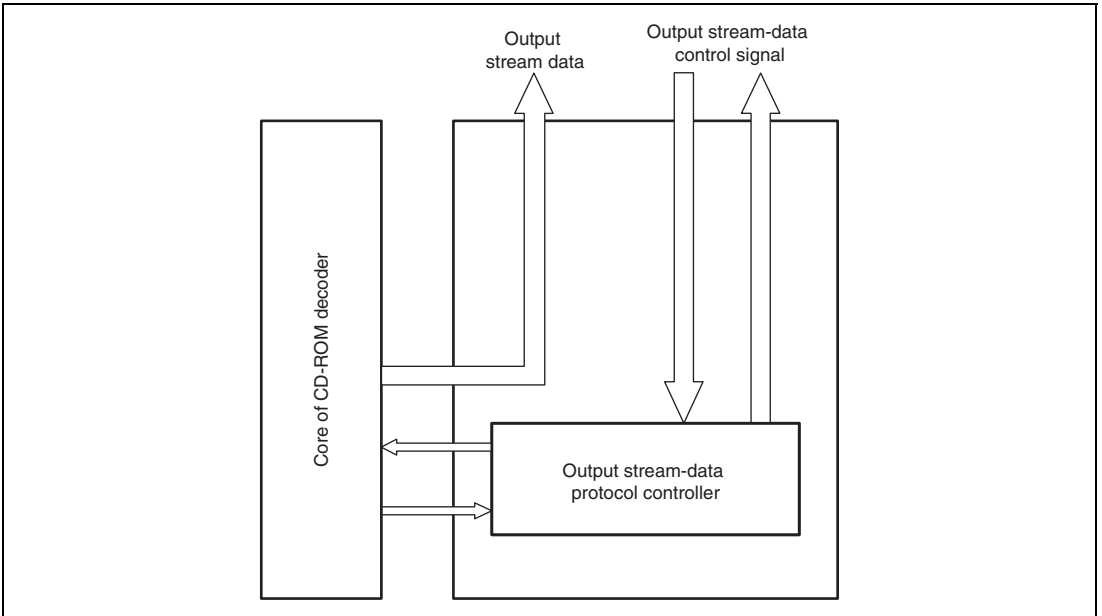 Output
stream data
Output stream-data
control signal
Core of CD-ROM decoder
Output stream-data
protocol controller